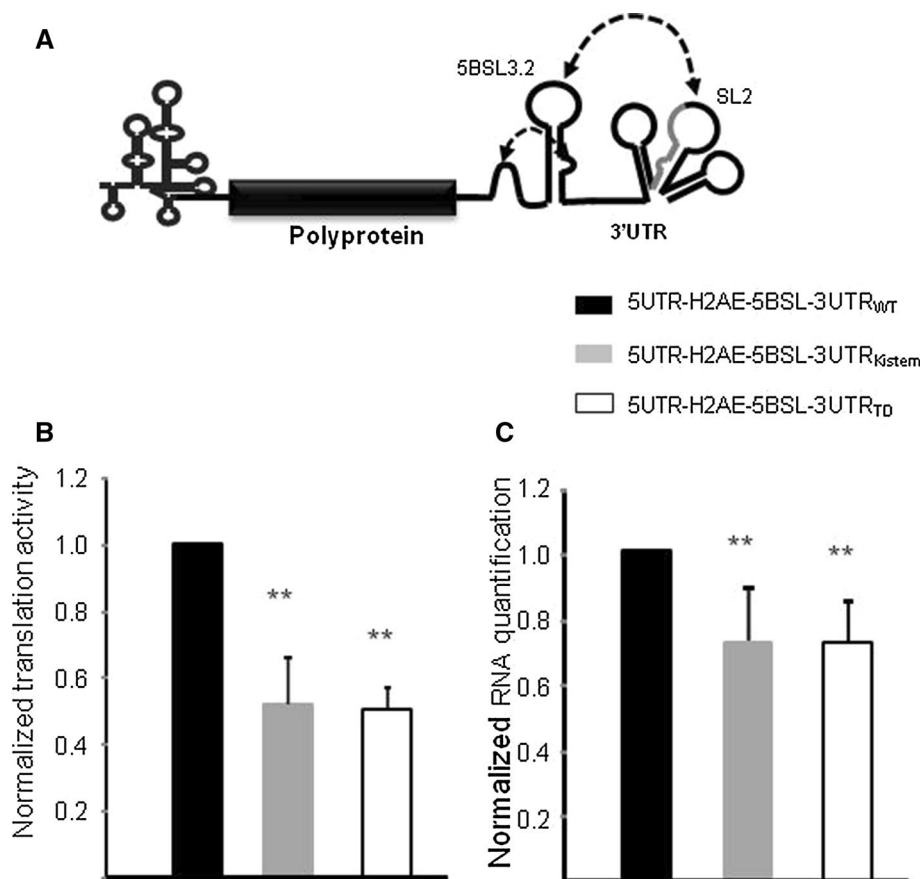 A
5BSL3.2
SL2
Polyprotein
3'UTR
5UTR-H2AE-5BSL-3UTRWT
5UTR-H2AE-5BSL-3UTRKistem
5UTR-H2AE-5BSL-3UTRTD
B
Normalized translation activity
1.2
1.0
0.8
0.6
0.4
0.2
**
**
C
Normalized RNA quantification
1.2
1.0
0.8
0.6
0.4
0.2
**
**